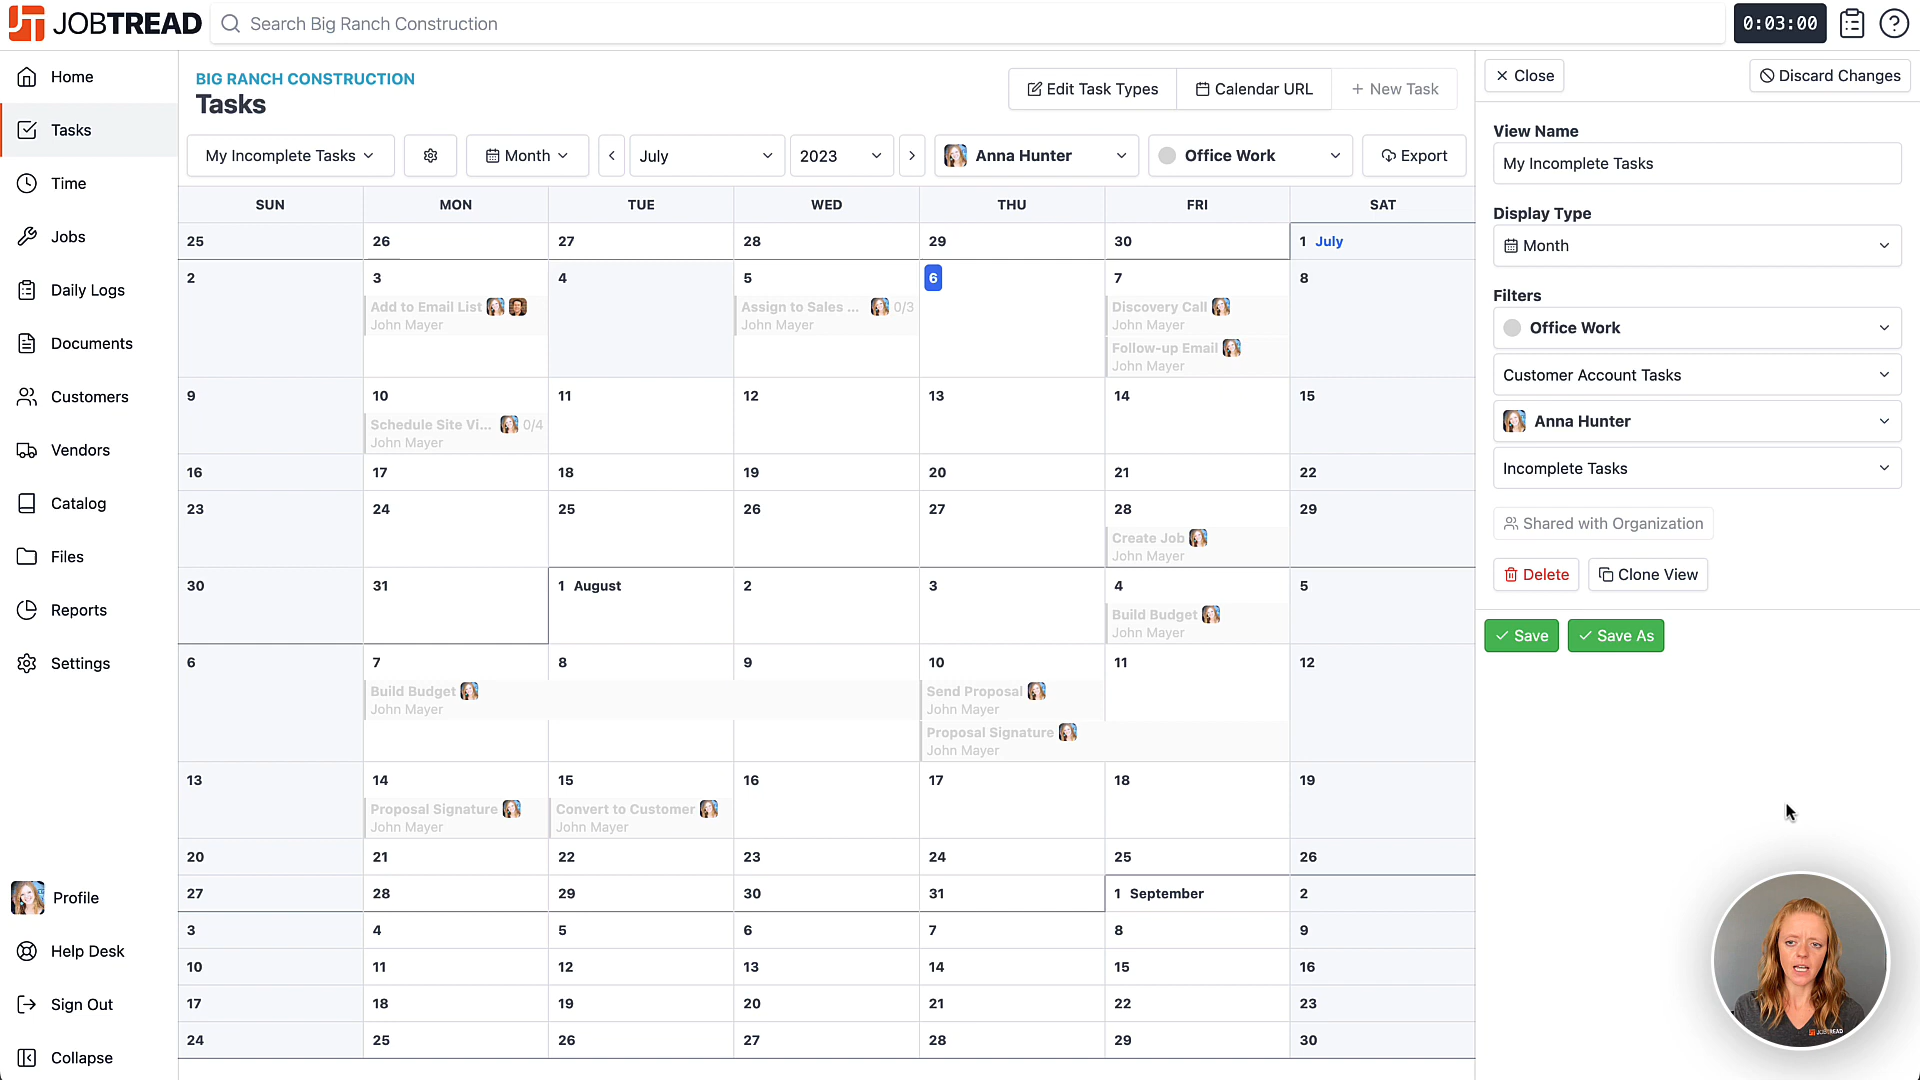 JOBTREAD
Search Big Ranch Construction
0:03:00
Home
Tasks
Time
Jobs
Daily Logs
Documents
Customers
Vendors
Catalog
Files
Reports
Settings
Profile
Help Desk
Sign Out
Collapse
BIG RANCH CONSTRUCTION
Tasks
Edit Task Types
Calendar URL
+ New Task
My Incomplete Tasks
Month
July
2023
Anna Hunter
Office Work
Export
SUN MON TUE WED THU FRI SAT
25 26 27 28 29 30 1 July
2 3 4 5 6 7 8
Add to Email List
John Mayer
Assign to Sales ... 0/3
John Mayer
Discovery Call
John Mayer
Follow-up Email
John Mayer
9 10 11 12 13 14 15
Schedule Site Vi... 0/4
John Mayer
16 17 18 19 20 21 22
23 24 25 26 27 28 29
Create Job
John Mayer
30 31 1 August 2 3 4 5
Build Budget
John Mayer
6 7 8 9 10 11 12
Build Budget
John Mayer
Send Proposal
John Mayer
Proposal Signature
John Mayer
13 14 15 16 17 18 19
Proposal Signature
John Mayer
Convert to Customer
John Mayer
20 21 22 23 24 25 26
27 28 29 30 31 1 September 2
3 4 5 6 7 8 9
10 11 12 13 14 15 16
17 18 19 20 21 22 23
24 25 26 27 28 29 30
Close
Discard Changes
View Name
My Incomplete Tasks
Display Type
Month
Filters
Office Work
Customer Account Tasks
Anna Hunter
Incomplete Tasks
Shared with Organization
Delete
Clone View
Save
Save As
JOBTREAD